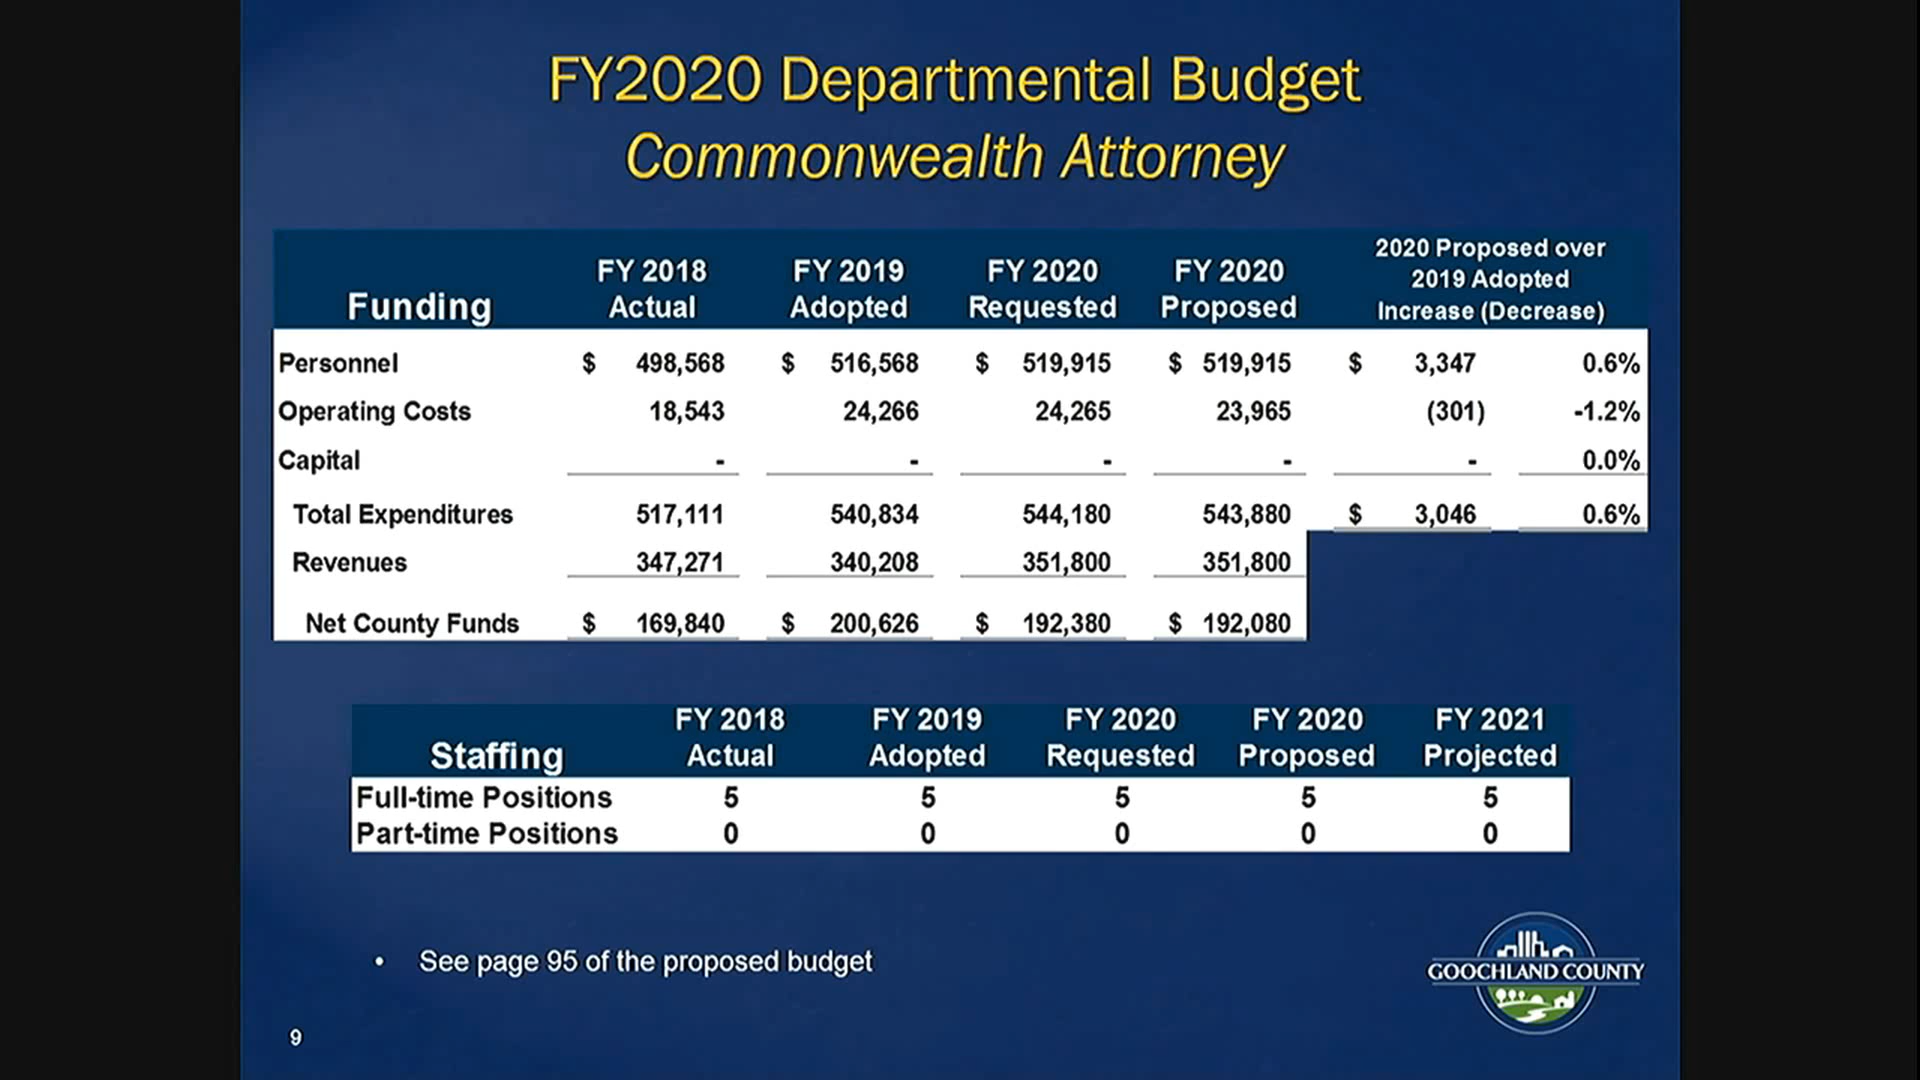 FY2020 Departmental Budget
Commonwealth Attorney
Funding FY 2018 Actual FY 2019 Adopted FY 2020 Requested FY 2020 Proposed 2020 Proposed over 2019 Adopted Increase (Decrease)
Personnel $ 498,568 $ 516,568 $ 519,915 $ 519,915 $ 3,347 0.6%
Operating Costs 18,543 24,266 24,265 23,965 (301) -1.2%
Capital - - - - - 0.0%
Total Expenditures 517,111 540,834 544,180 543,880 $ 3,046 0.6%
Revenues 347,271 340,208 351,800 351,800
Net County Funds $ 169,840 $ 200,626 $ 192,380 $ 192,080
Staffing FY 2018 Actual FY 2019 Adopted FY 2020 Requested FY 2020 Proposed FY 2021 Projected
Full-time Positions 5 5 5 5 5
Part-time Positions 0 0 0 0 0
• See page 95 of the proposed budget
GOOCHLAND COUNTY
9